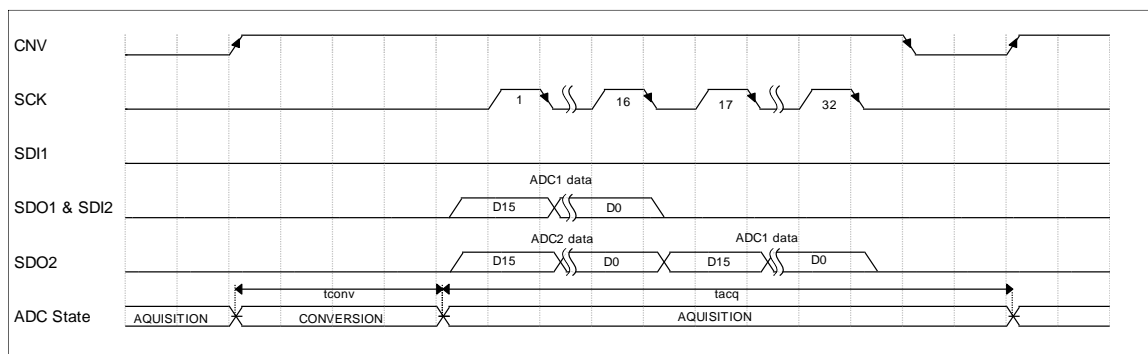 CNV
SCK
1 16 17 32
SDI1
ADC1 data
SDO1 & SDI2
D15 D0
ADC2 data ADC1 data
SDO2
D15 D0 D15 D0
tconv tacq
ADC State
AQUISITION CONVERSION AQUISITION